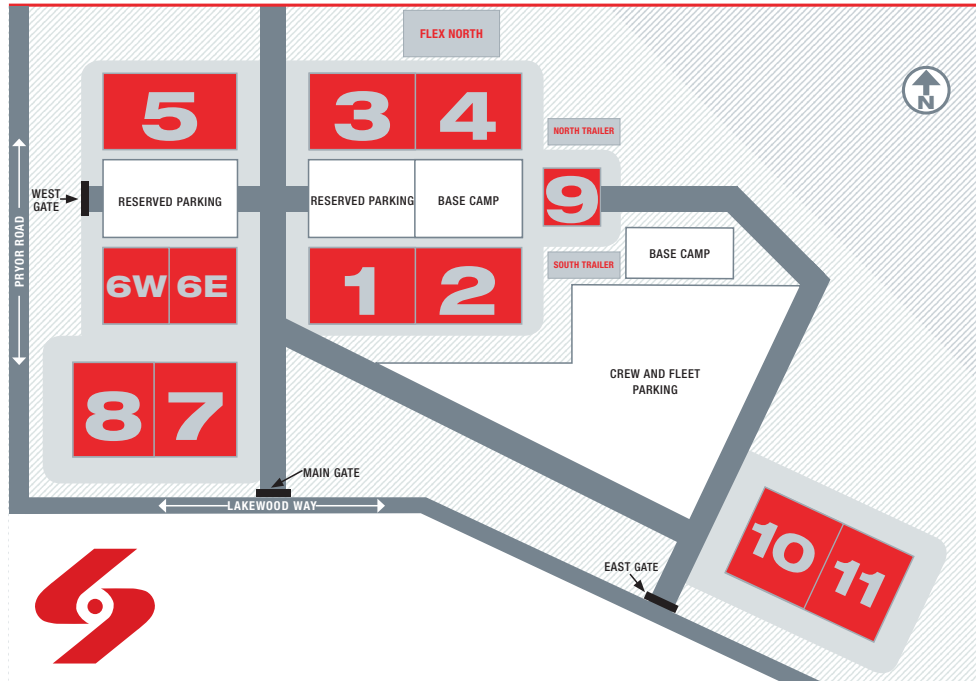 FLEX NORTH
5
3
4
N
NORTH TRAILER
WEST
GATE
RESERVED PARKING
RESERVED PARKING
BASE CAMP
9
PRYOR ROAD
6W
6E
1
2
SOUTH TRAILER
BASE CAMP
8
7
CREW AND FLEET
PARKING
MAIN GATE
LAKEWOOD WAY
10
11
EAST GATE